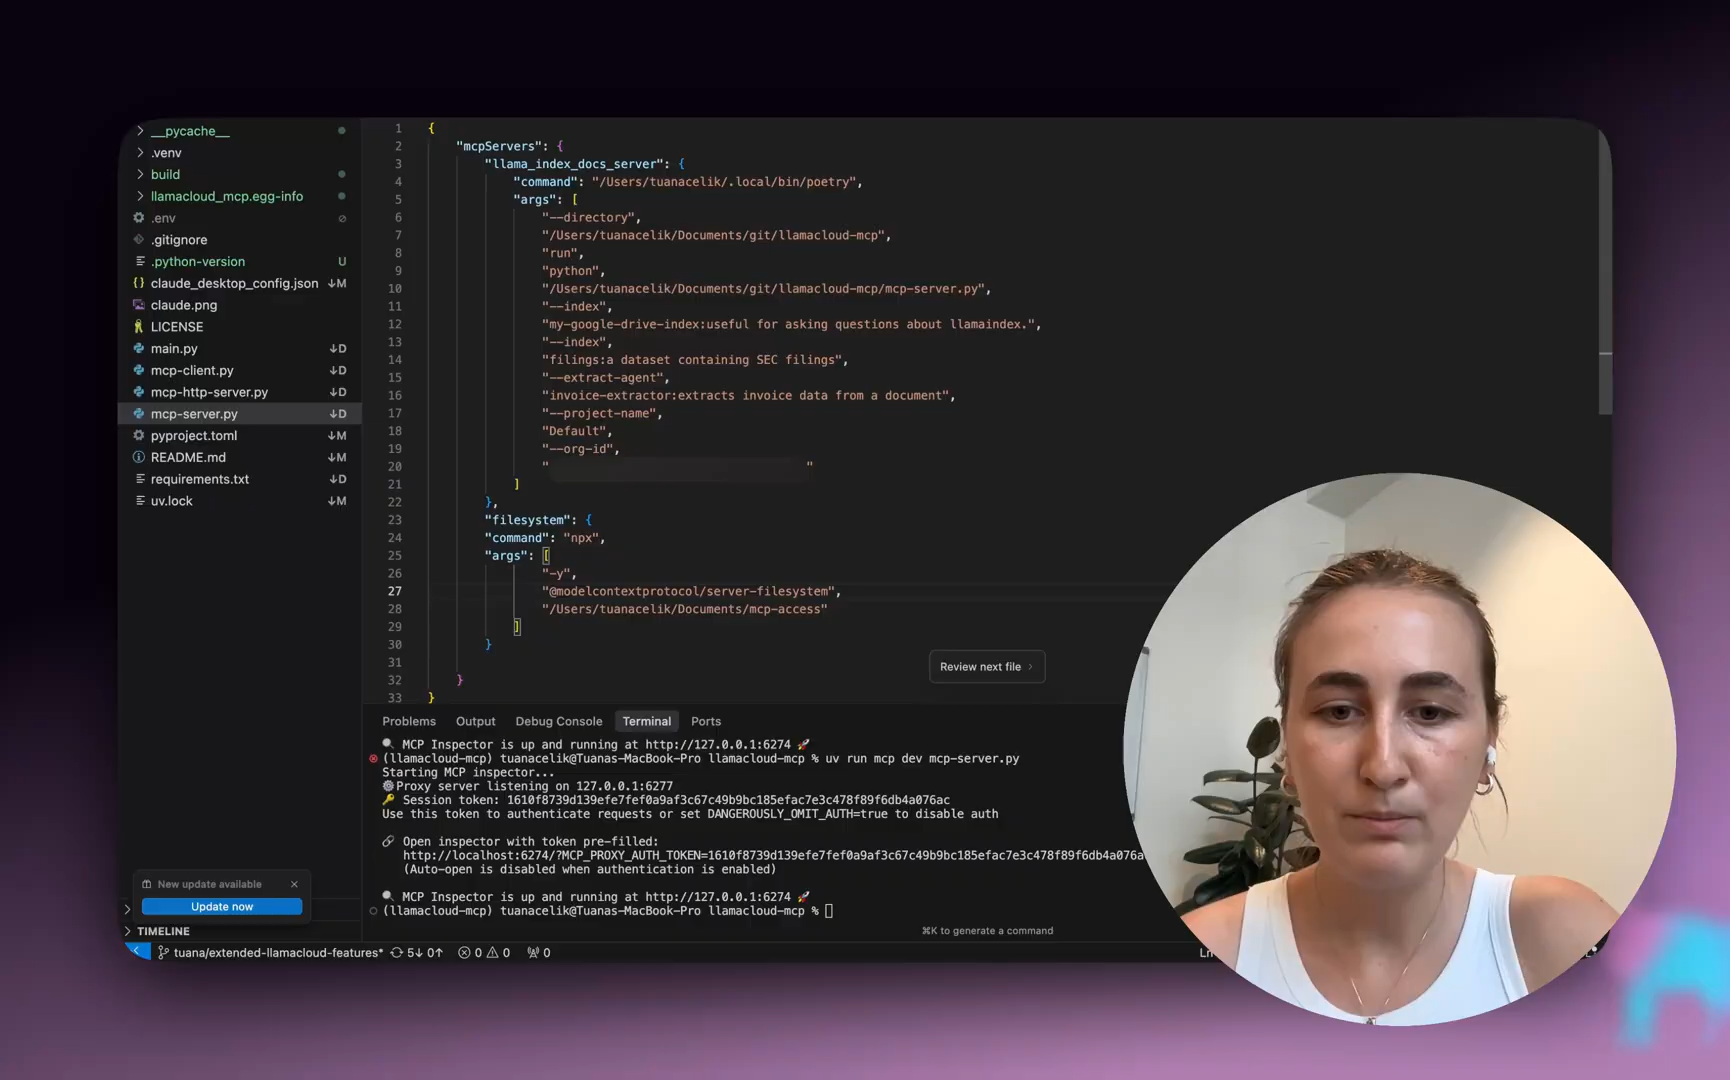 __pycache__
.venv
build
llamacloud_mcp.egg-info
.env
.gitignore
.python-version U
claude_desktop_config.json ↓M
claude.png
LICENSE
main.py ↓D
mcp-client.py ↓D
mcp-http-server.py ↓D
mcp-server.py ↓D
pyproject.toml ↓M
README.md ↓M
requirements.txt ↓D
uv.lock ↓M
New update available
Update now
TIMELINE
1 {
2 "mcpServers": {
3 "llama_index_docs_server": {
4 "command": "/Users/tuanacelik/.local/bin/poetry",
5 "args": [
6 "--directory",
7 "/Users/tuanacelik/Documents/git/llamacloud-mcp",
8 "run",
9 "python",
10 "/Users/tuanacelik/Documents/git/llamacloud-mcp/mcp-server.py",
11 "--index",
12 "my-google-drive-index:useful for asking questions about llamaindex.",
13 "--index",
14 "filings:a dataset containing SEC filings",
15 "--extract-agent",
16 "invoice-extractor:extracts invoice data from a document",
17 "--project-name",
18 "Default",
19 "--org-id",
20 " "
21 ]
22 },
23 "filesystem": {
24 "command": "npx",
25 "args": [
26 "-y",
27 "@modelcontextprotocol/server-filesystem",
28 "/Users/tuanacelik/Documents/mcp-access"
29 ]
30 }
31
32 }
33 }
Review next file
Problems Output Debug Console Terminal Ports
MCP Inspector is up and running at http://127.0.0.1:6274 🚀
(llamacloud-mcp) tuanacelik@Tuanas-MacBook-Pro llamacloud-mcp % uv run mcp dev mcp-server.py
Starting MCP inspector...
⚙️Proxy server listening on 127.0.0.1:6277
🔑 Session token: 1610f8739d139efe7fef0a9af3c67c49b9bc185efac7e3c478f89f6db4a076ac
Use this token to authenticate requests or set DANGEROUSLY_OMIT_AUTH=true to disable auth
🔗 Open inspector with token pre-filled:
http://localhost:6274/?MCP_PROXY_AUTH_TOKEN=1610f8739d139efe7fef0a9af3c67c49b9bc185efac7e3c478f89f6db4a076a
(Auto-open is disabled when authentication is enabled)
MCP Inspector is up and running at http://127.0.0.1:6274 🚀
(llamacloud-mcp) tuanacelik@Tuanas-MacBook-Pro llamacloud-mcp %
⌘K to generate a command
tuana/extended-llamacloud-features* 5↓ 0↑ 0 0 0 Ln